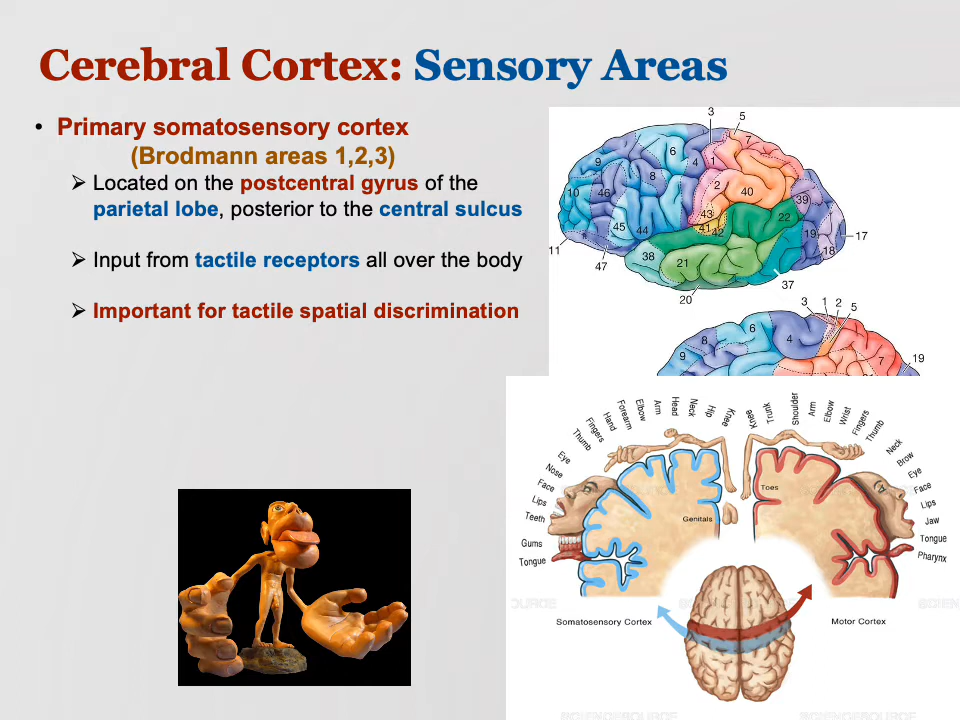 Cerebral Cortex: Sensory Areas
• Primary somatosensory cortex
(Brodmann areas 1,2,3)
➢ Located on the postcentral gyrus of the
parietal lobe, posterior to the central sulcus
➢ Input from tactile receptors all over the body
➢ Important for tactile spatial discrimination
3
5
7
6
4
1
9
8
2
40
10
46
39
43
22
45
44
41
42
19
17
11
18
38
47
21
37
20
3 1 2 5
6
4
8
9
7
19
Tongue
Gums
Teeth
Lips
Face
Nose
Eye
Thumb
Fingers
Hand
Forearm
Elbow
Arm
Head
Neck
Hip
Knee
Genitals
Knee
Trunk
Shoulder
Arm
Elbow
Wrist
Fingers
Thumb
Neck
Brow
Eye
Face
Lips
Jaw
Tongue
Pharynx
Toes
Somatosensory Cortex
Motor Cortex